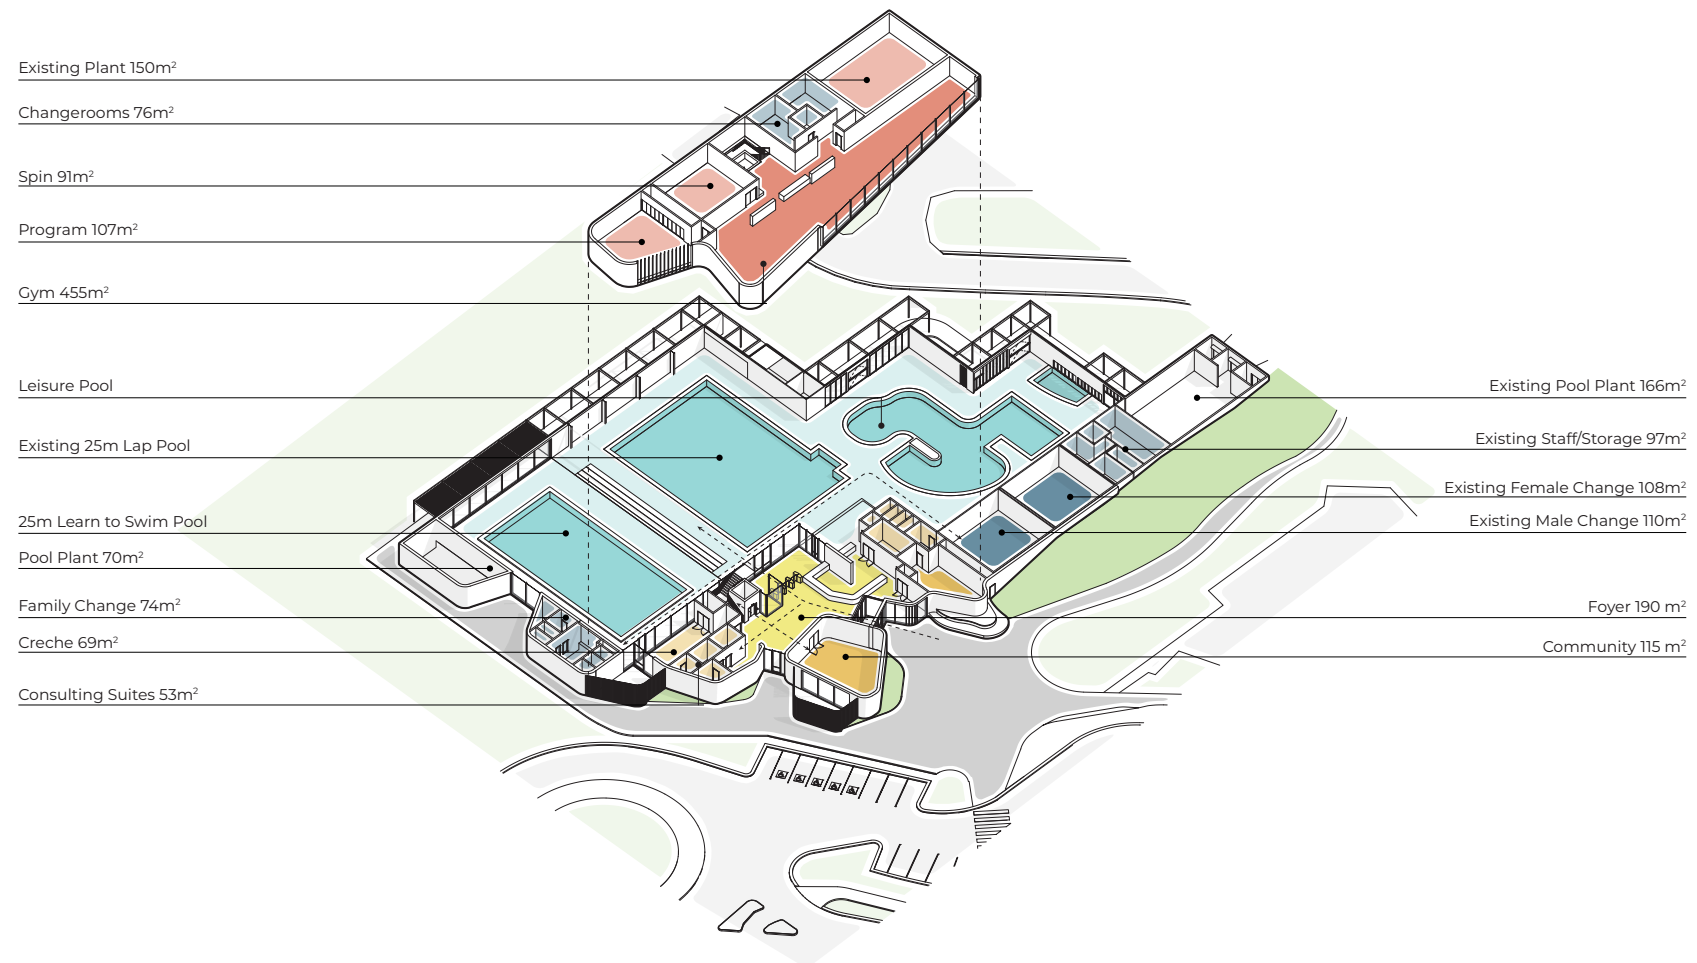 Existing Plant 150m²
Changerooms 76m²
Spin 91m²
Program 107m²
Gym 455m²
Leisure Pool
Existing 25m Lap Pool
25m Learn to Swim Pool
Pool Plant 70m²
Family Change 74m²
Creche 69m²
Consulting Suites 53m²
Existing Pool Plant 166m²
Existing Staff/Storage 97m²
Existing Female Change 108m²
Existing Male Change 110m²
Foyer 190 m²
Community 115 m²